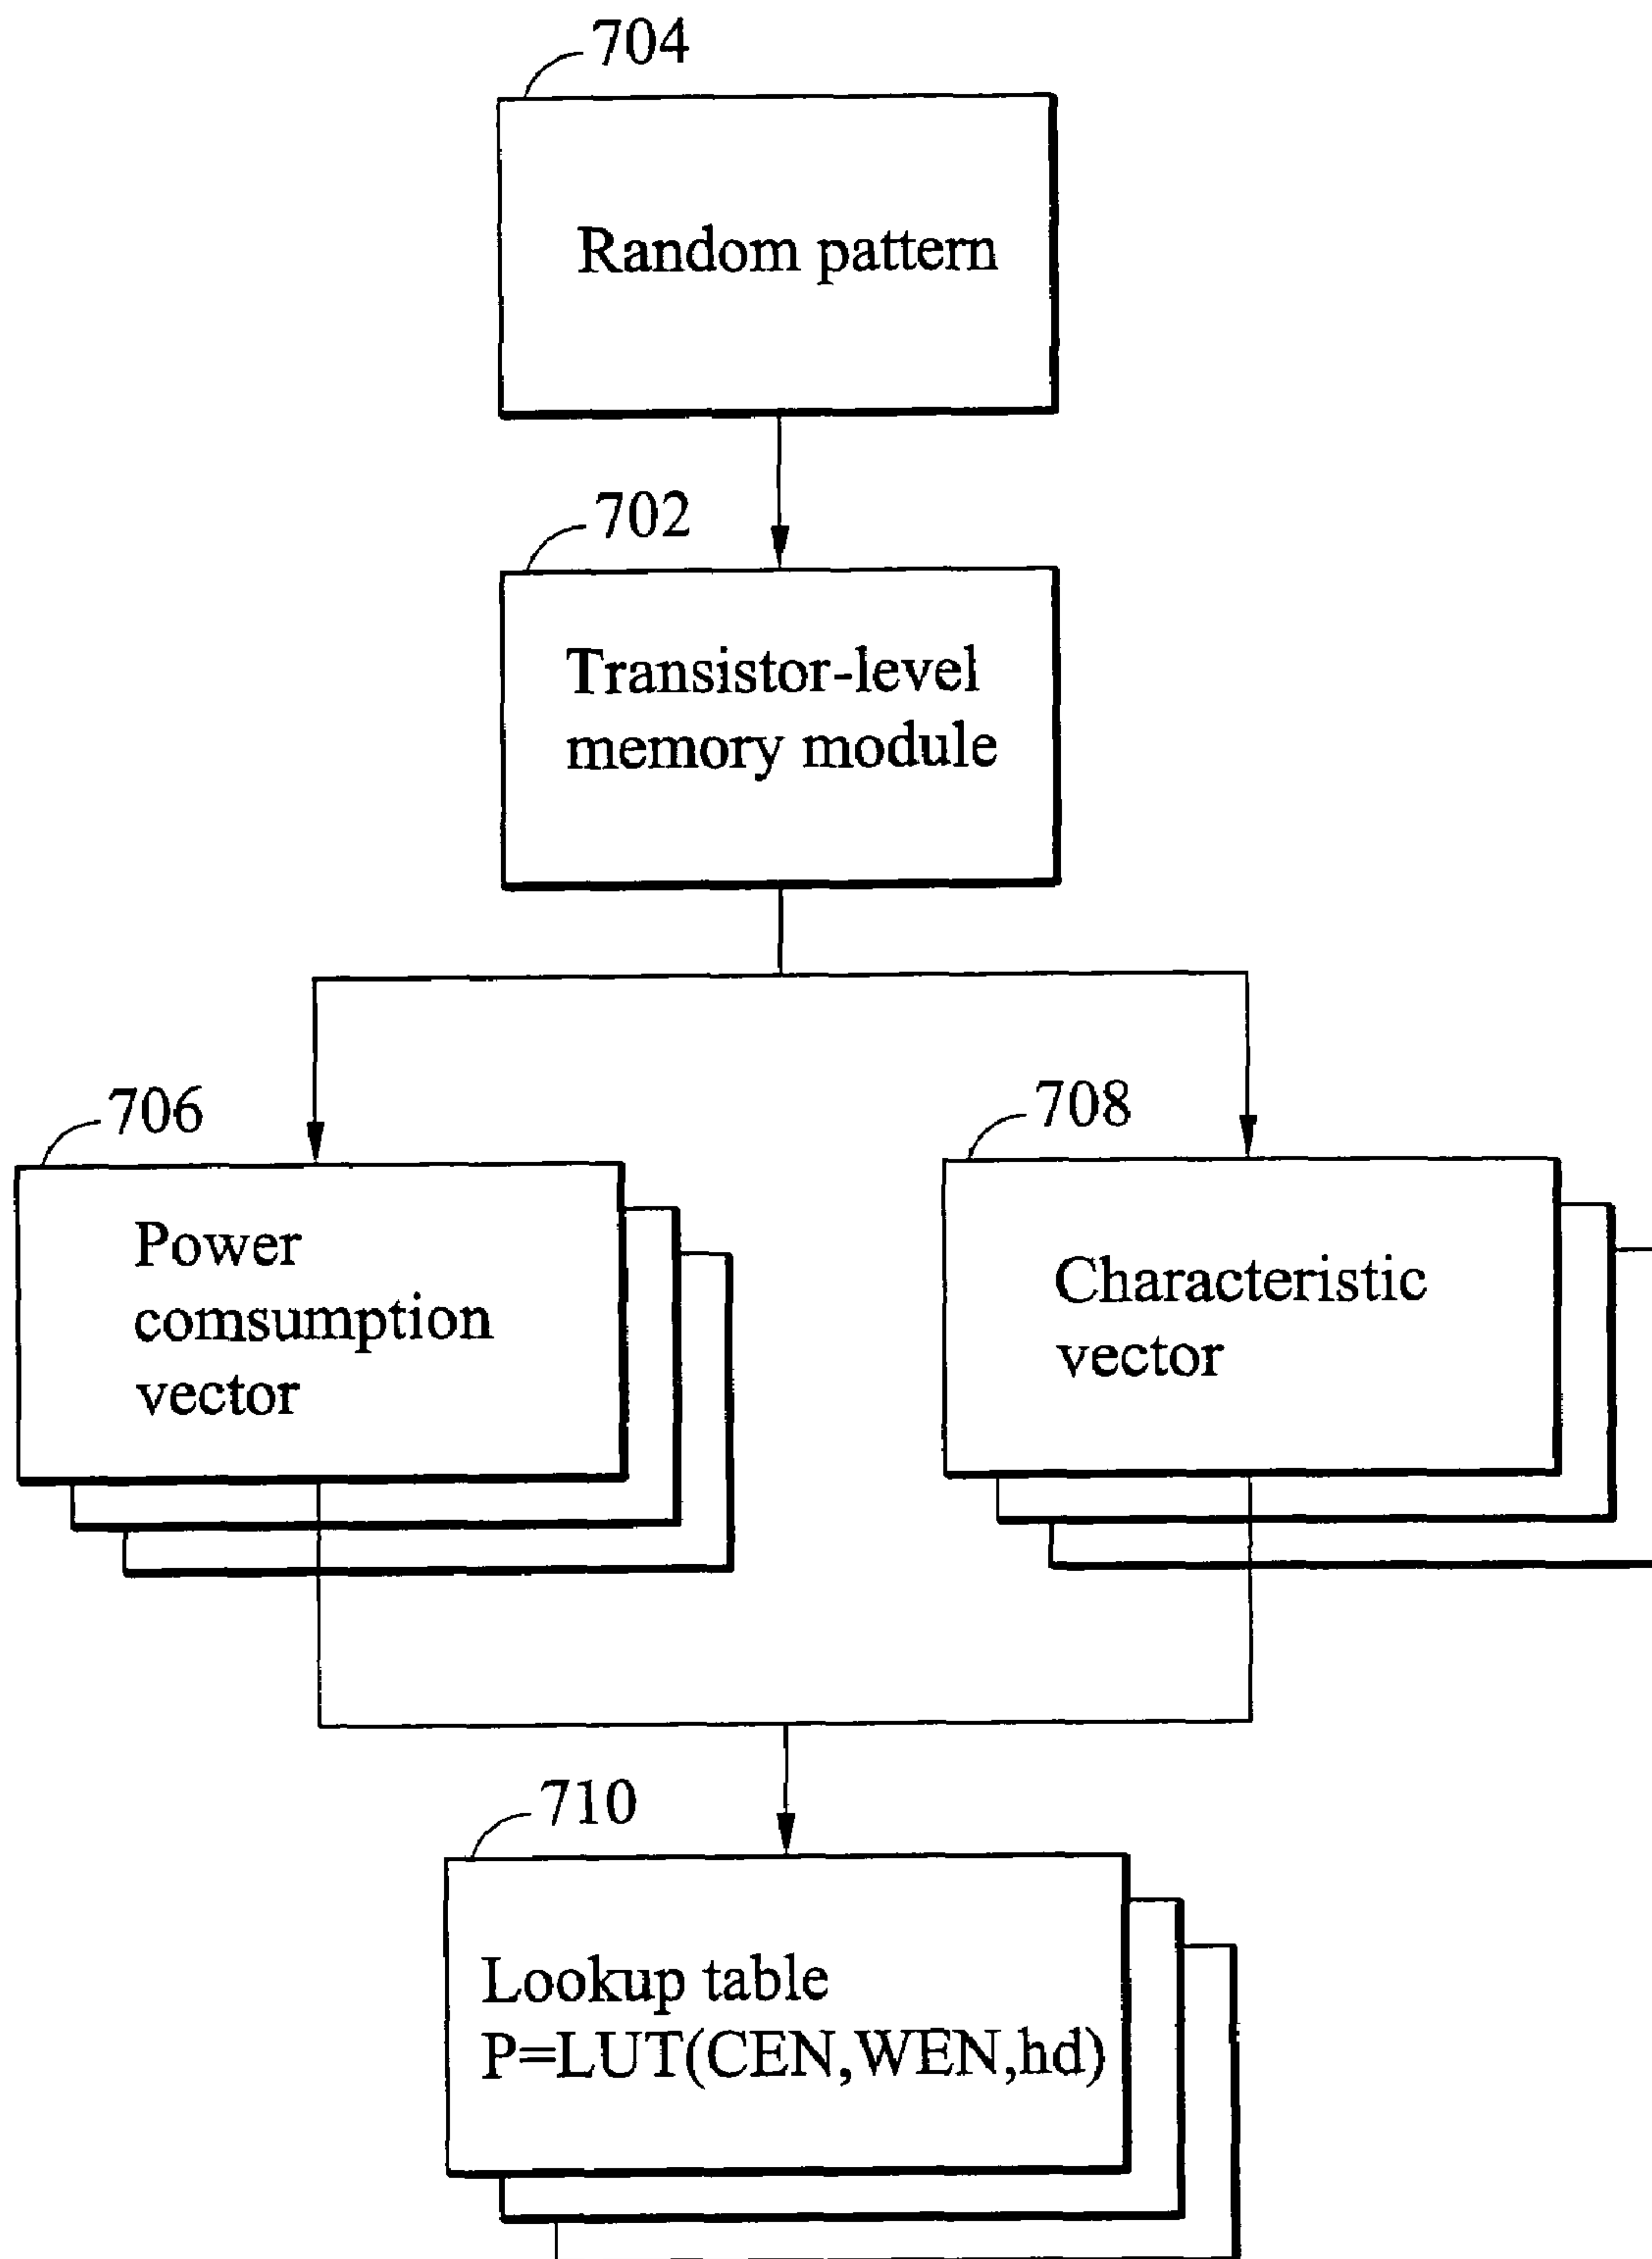 704
Random pattern
702
Transistor-level
memory module
706
Power
comsumption
vector
708
Characteristic
vector
710
Lookup table
P=LUT(CEN,WEN,hd)